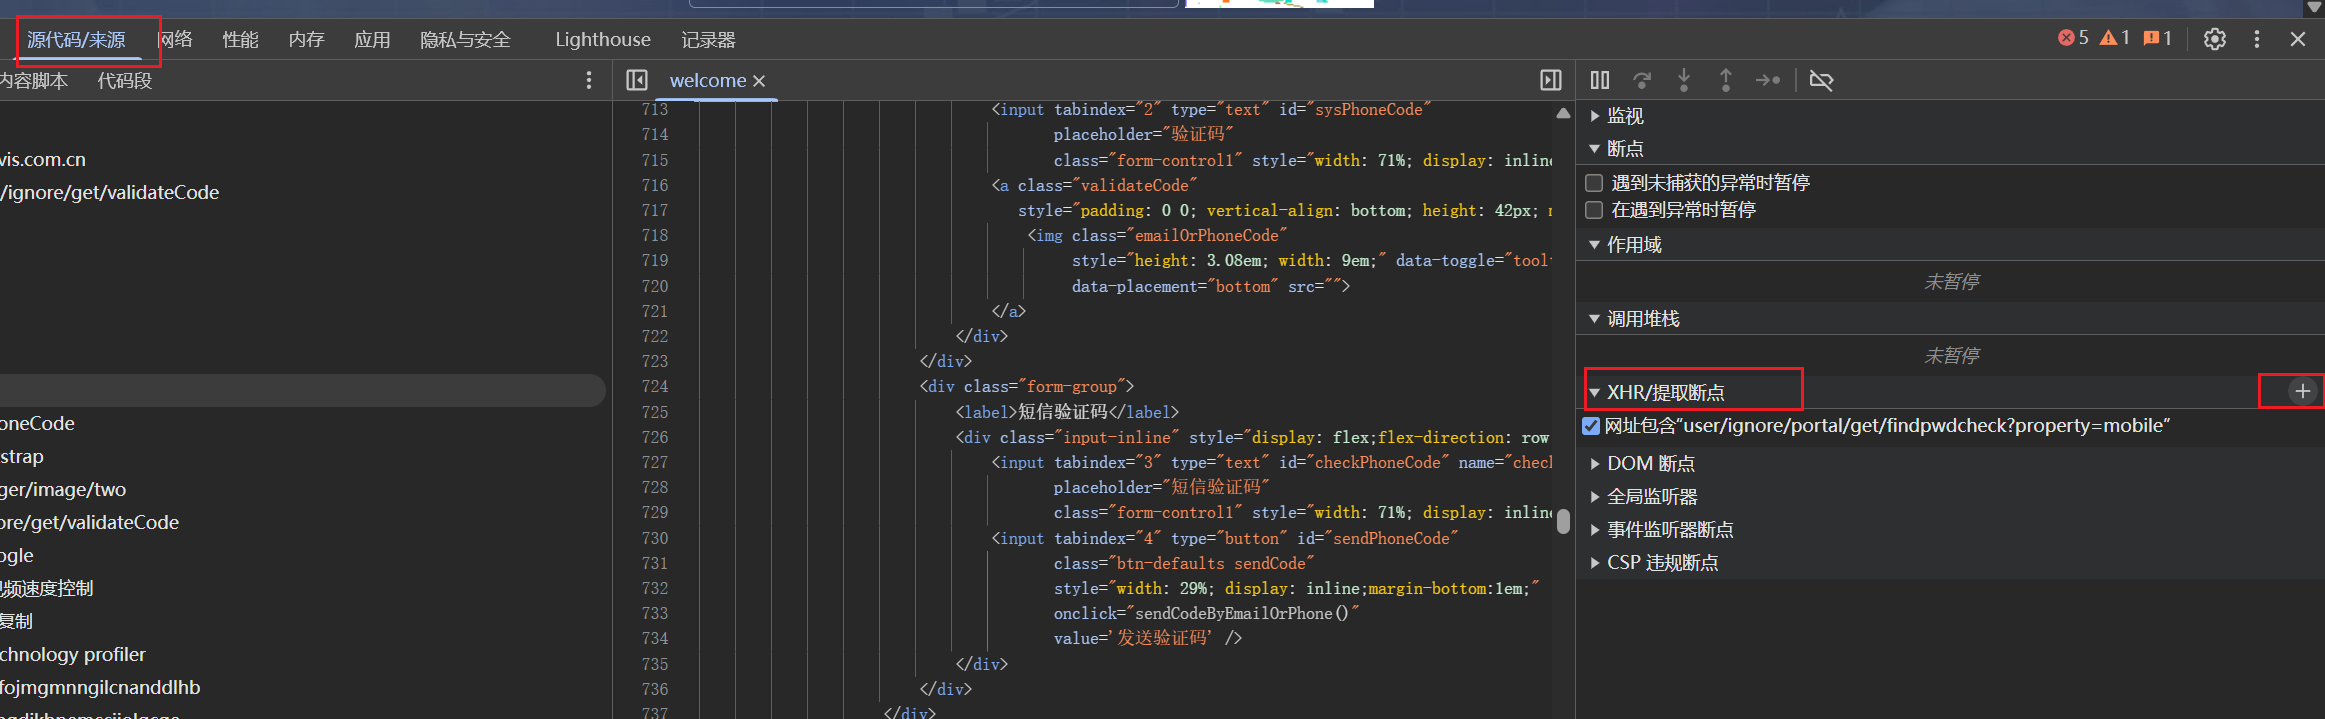 源代码/来源 网络 性能 内存 应用 隐私与安全 Lighthouse 记录器 5 1 1
内容脚本 代码段
vis.com.cn
/ignore/get/validateCode
oneCode
strap
ger/image/two
ore/get/validateCode
ogle
视频速度控制
复制
chnology profiler
fojmgmnngilcnanddlhb
welcome
713 <input tabindex="2" type="text" id="sysPhoneCode"
714 placeholder="验证码"
715 class="form-control1" style="width: 71%; display: inline
716 <a class="validateCode"
717 style="padding: 0 0; vertical-align: bottom; height: 42px; m
718 <img class="emailOrPhoneCode"
719 style="height: 3.08em; width: 9em;" data-toggle="toolt
720 data-placement="bottom" src="">
721 </a>
722 </div>
723 </div>
724 <div class="form-group">
725 <label>短信验证码</label>
726 <div class="input-inline" style="display: flex;flex-direction: row
727 <input tabindex="3" type="text" id="checkPhoneCode" name="chec
728 placeholder="短信验证码"
729 class="form-control1" style="width: 71%; display: inline
730 <input tabindex="4" type="button" id="sendPhoneCode"
731 class="btn-defaults sendCode"
732 style="width: 29%; display: inline;margin-bottom:1em;"
733 onclick="sendCodeByEmailOrPhone()"
734 value='发送验证码' />
735 </div>
736 </div>
737 </div>
监视
断点
遇到未捕获的异常时暂停
在遇到异常时暂停
作用域
未暂停
调用堆栈
未暂停
XHR/提取断点
网址包含"user/ignore/portal/get/findpwdcheck?property=mobile"
DOM 断点
全局监听器
事件监听器断点
CSP 违规断点